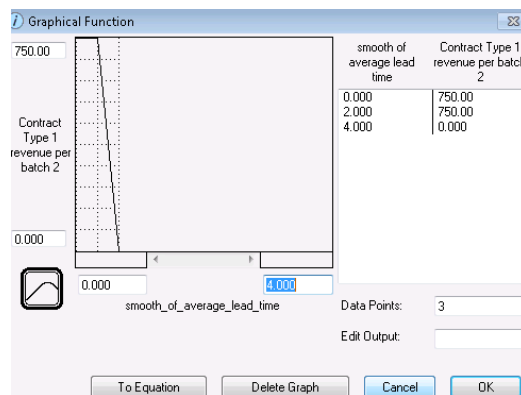 Graphical Function
750.00
Contract
Type 1
revenue per
batch 2
0.000
0.000
4.000
smooth_of_average_lead_time
smooth of
average lead
time
Contract Type 1
revenue per batch
2
0.000 750.00
2.000 750.00
4.000 0.000
Data Points:
3
Edit Output:
To Equation
Delete Graph
Cancel
OK